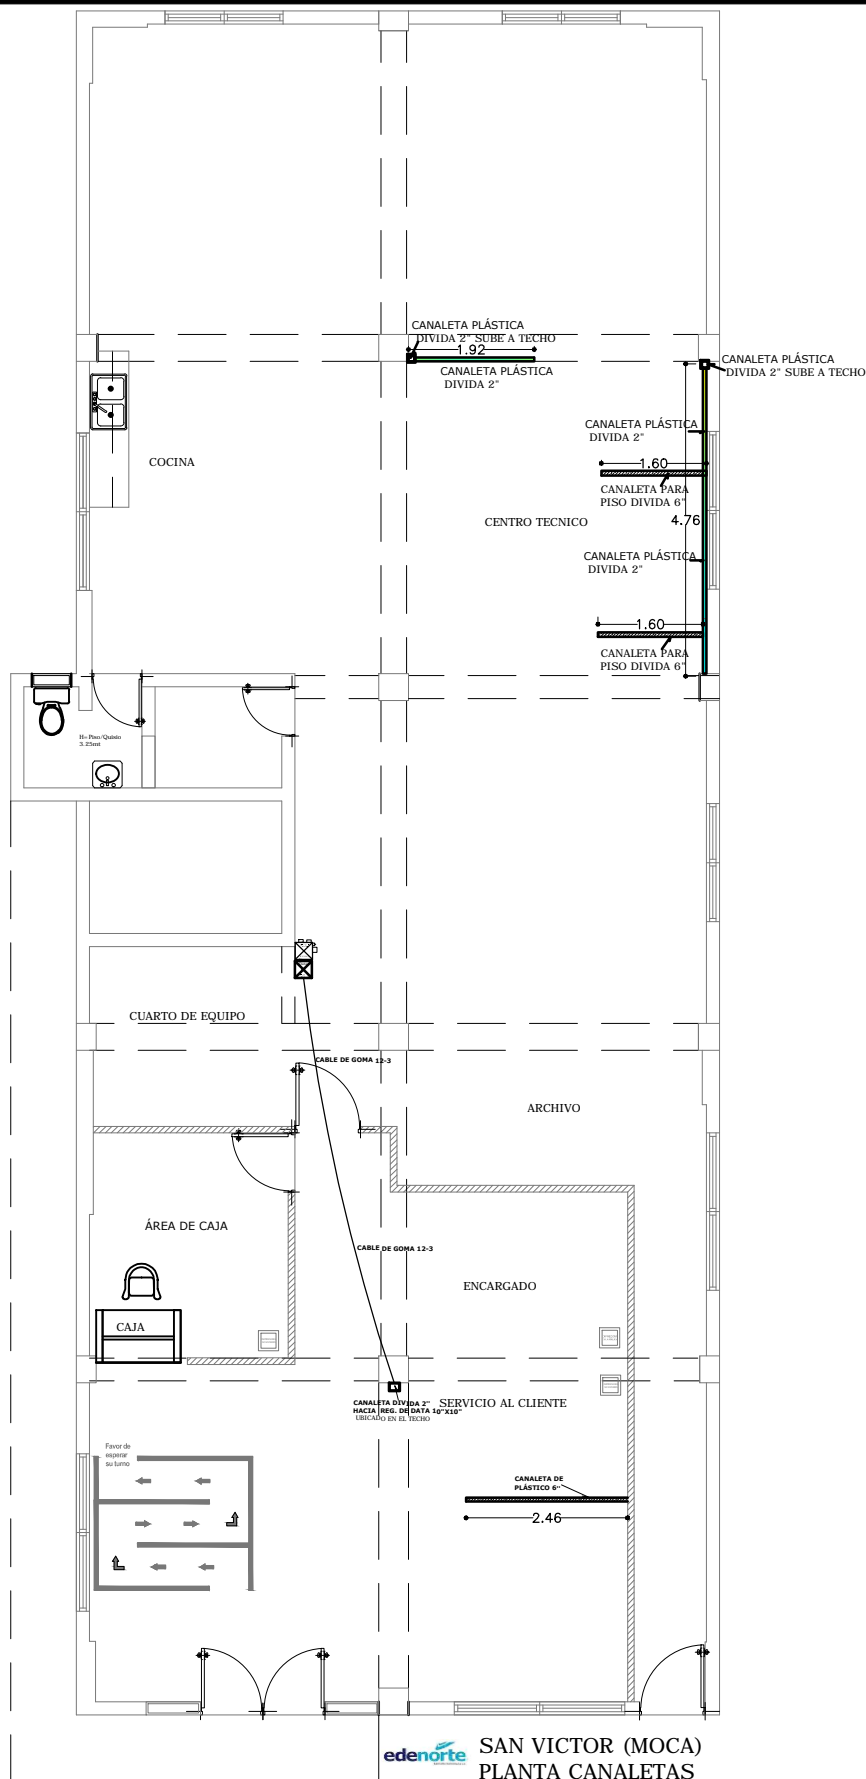 CANALETA PLÁSTICA
DIVIDA 2" SUBE A TECHO
1.92
CANALETA PLÁSTICA
DIVIDA 2"
CANALETA PLÁSTICA
DIVIDA 2" SUBE A TECHO
CANALETA PLÁSTICA
DIVIDA 2"
COCINA
1.60
CANALETA PARA
PISO DIVIDA 6"
CENTRO TECNICO
4.76
CANALETA PLÁSTICA
DIVIDA 2"
1.60
CANALETA PARA
PISO DIVIDA 6"
H=Piso/Quisio
3.25mt
CUARTO DE EQUIPO
CABLE DE GOMA 12-3
ARCHIVO
ÁREA DE CAJA
CABLE DE GOMA 12-3
ENCARGADO
CAJA
CANALETA DIVIDA 2"
HACIA REG. DE DATA 10"X10"
UBICADO EN EL TECHO
SERVICIO AL CLIENTE
Favor de
esperar
su turno
CANALETA DE
PLÁSTICO 6"
2.46
edenorte
SAN VICTOR (MOCA)
PLANTA CANALETAS